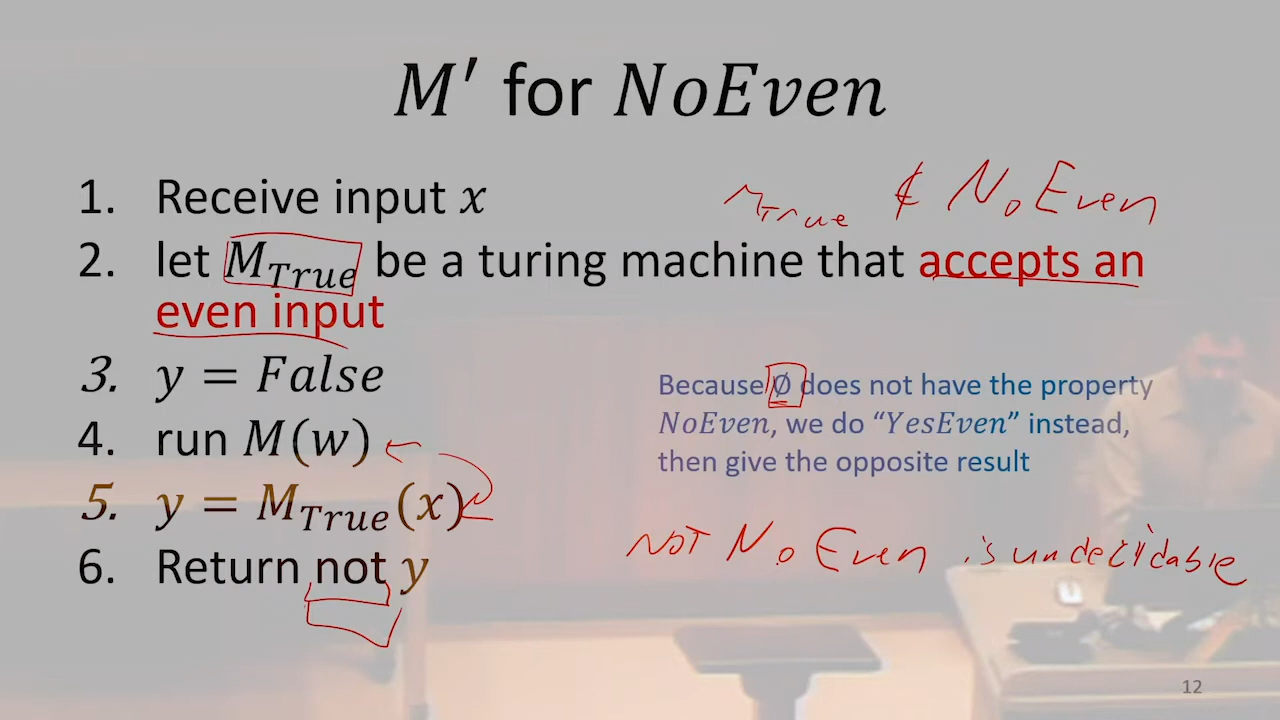 M′ for NoEven
1. Receive input x
M_True ∉ NoEven
2. let M_True be a turing machine that accepts an
even input
3. y = False
4. run M(w)
5. y = M_True(x)
6. Return not y
Because ∅ does not have the property
NoEven, we do “YesEven” instead,
then give the opposite result
NOT NoEven is undecidable
12